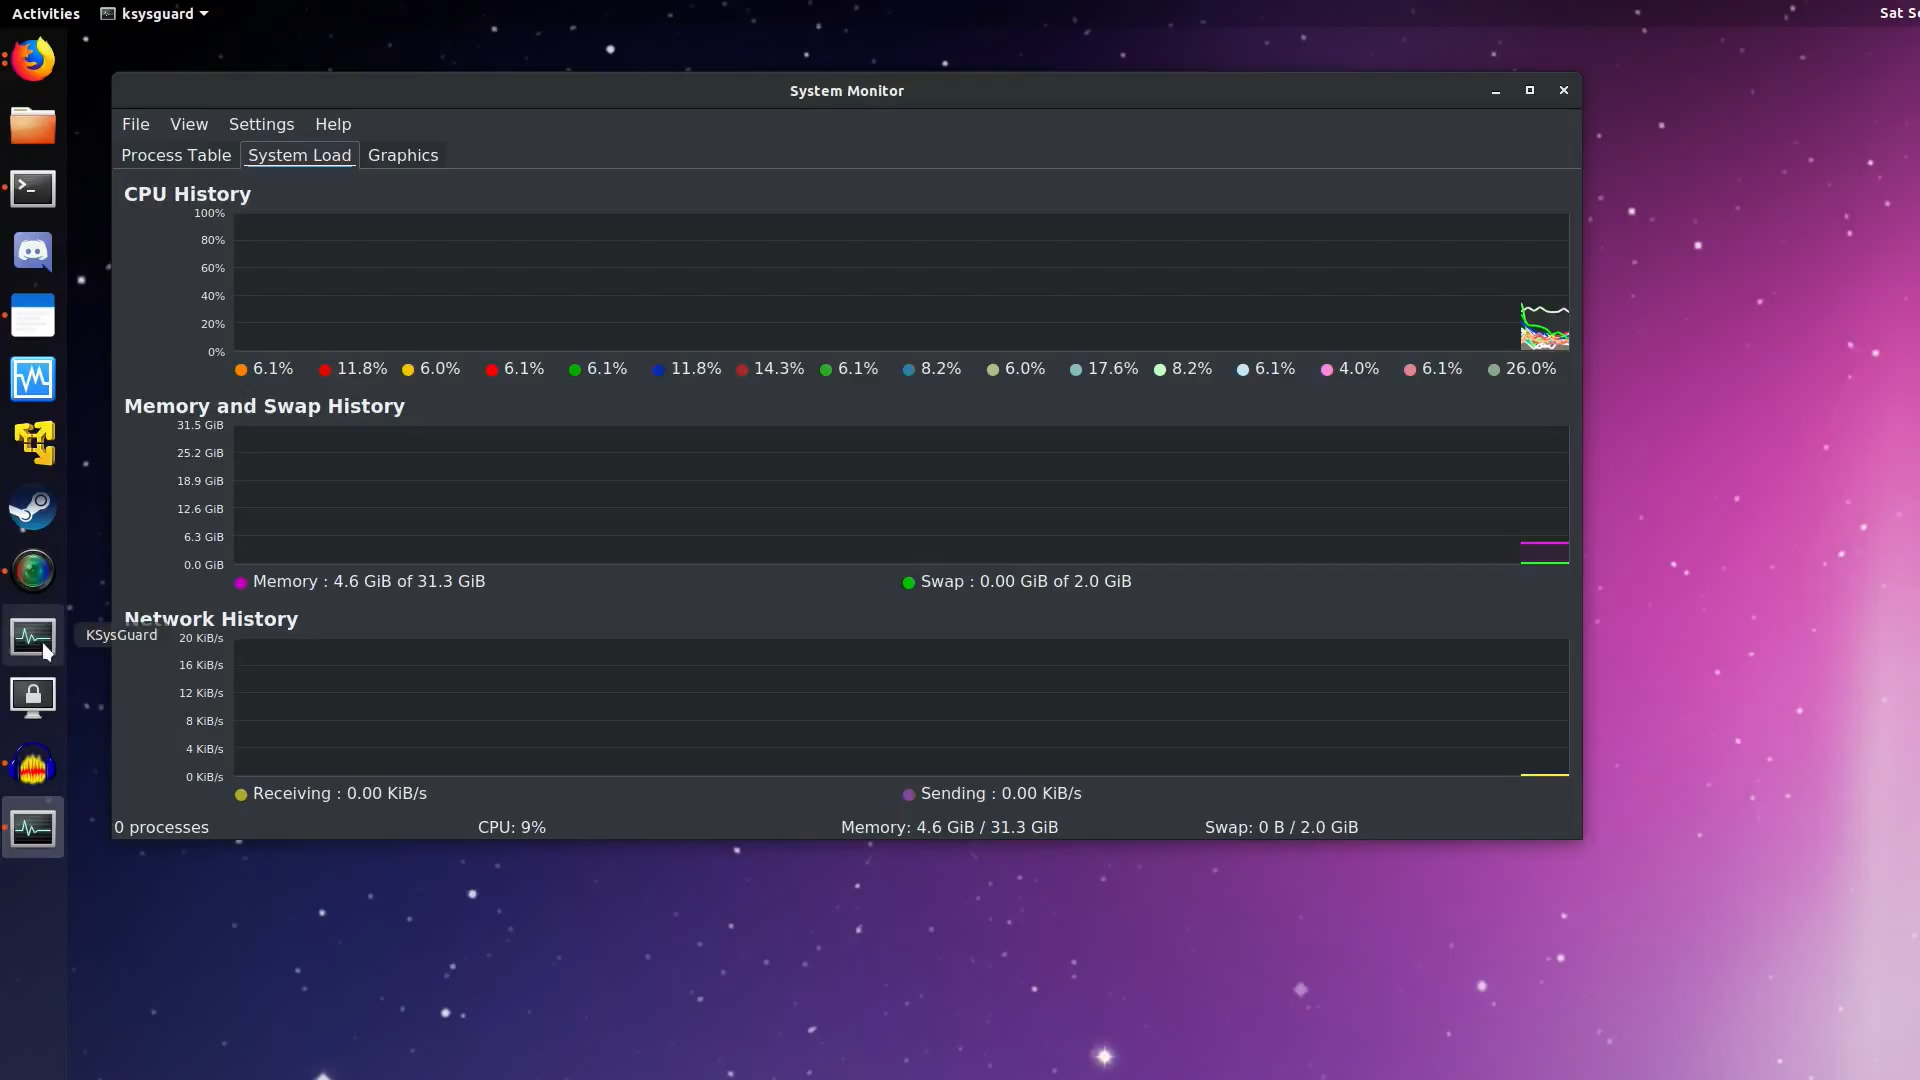 Activities ksysguard Sat Se
System Monitor
File View Settings Help
Process Table System Load Graphics
CPU History
100%
80%
60%
40%
20%
0%
6.1% 11.8% 6.0% 6.1% 6.1% 11.8% 14.3% 6.1% 8.2% 6.0% 17.6% 8.2% 6.1% 4.0% 6.1% 26.0%
Memory and Swap History
31.5 GiB
25.2 GiB
18.9 GiB
12.6 GiB
6.3 GiB
0.0 GiB
Memory : 4.6 GiB of 31.3 GiB Swap : 0.00 GiB of 2.0 GiB
Network History
KSysGuard
20 KiB/s
16 KiB/s
12 KiB/s
8 KiB/s
4 KiB/s
0 KiB/s
Receiving : 0.00 KiB/s Sending : 0.00 KiB/s
0 processes CPU: 9% Memory: 4.6 GiB / 31.3 GiB Swap: 0 B / 2.0 GiB